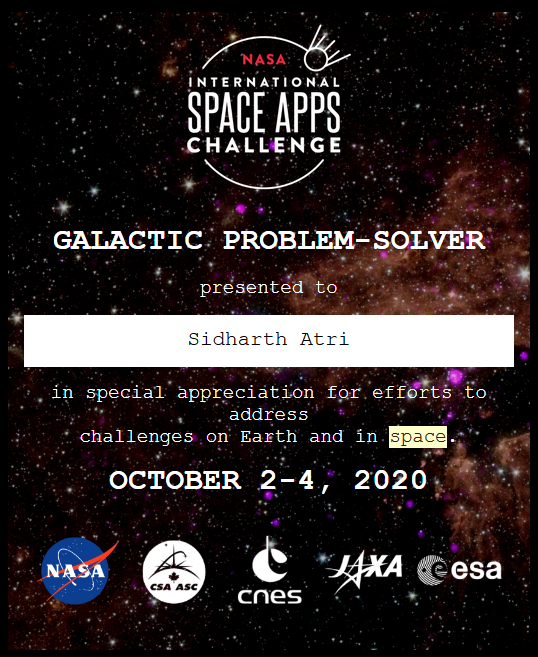 NASA
INTERNATIONAL
SPACE APPS
CHALLENGE
GALACTIC PROBLEM-SOLVER
presented to
Sidharth Atri
in special appreciation for efforts to
address
challenges on Earth and in space.
OCTOBER 2-4, 2020
NASA
CSA ASC
cnes
JAXA
esa